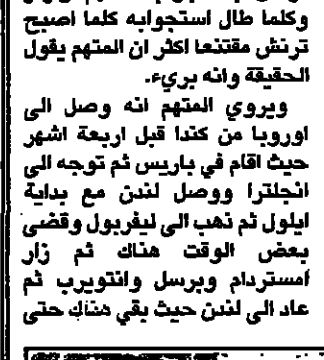 وكلما طال استجوابه كلما اصبح
ترنش مقتنعا اكثر ان المتهم يقول
الحقيقة وانه بريء.
ويروي المتهم انه وصل الى
اوروبا من كندا قبل اربعة اشهر
حيث اقام في باريس ثم توجه الى
انجلترا ووصل لندن مع بداية
ايلول ثم ذهب الى ليفربول وقضى
بعض الوقت هناك ثم زار
امستردام وبرسل وانتويرب ثم
عاد الى لندن حيث بقي هناك حتى